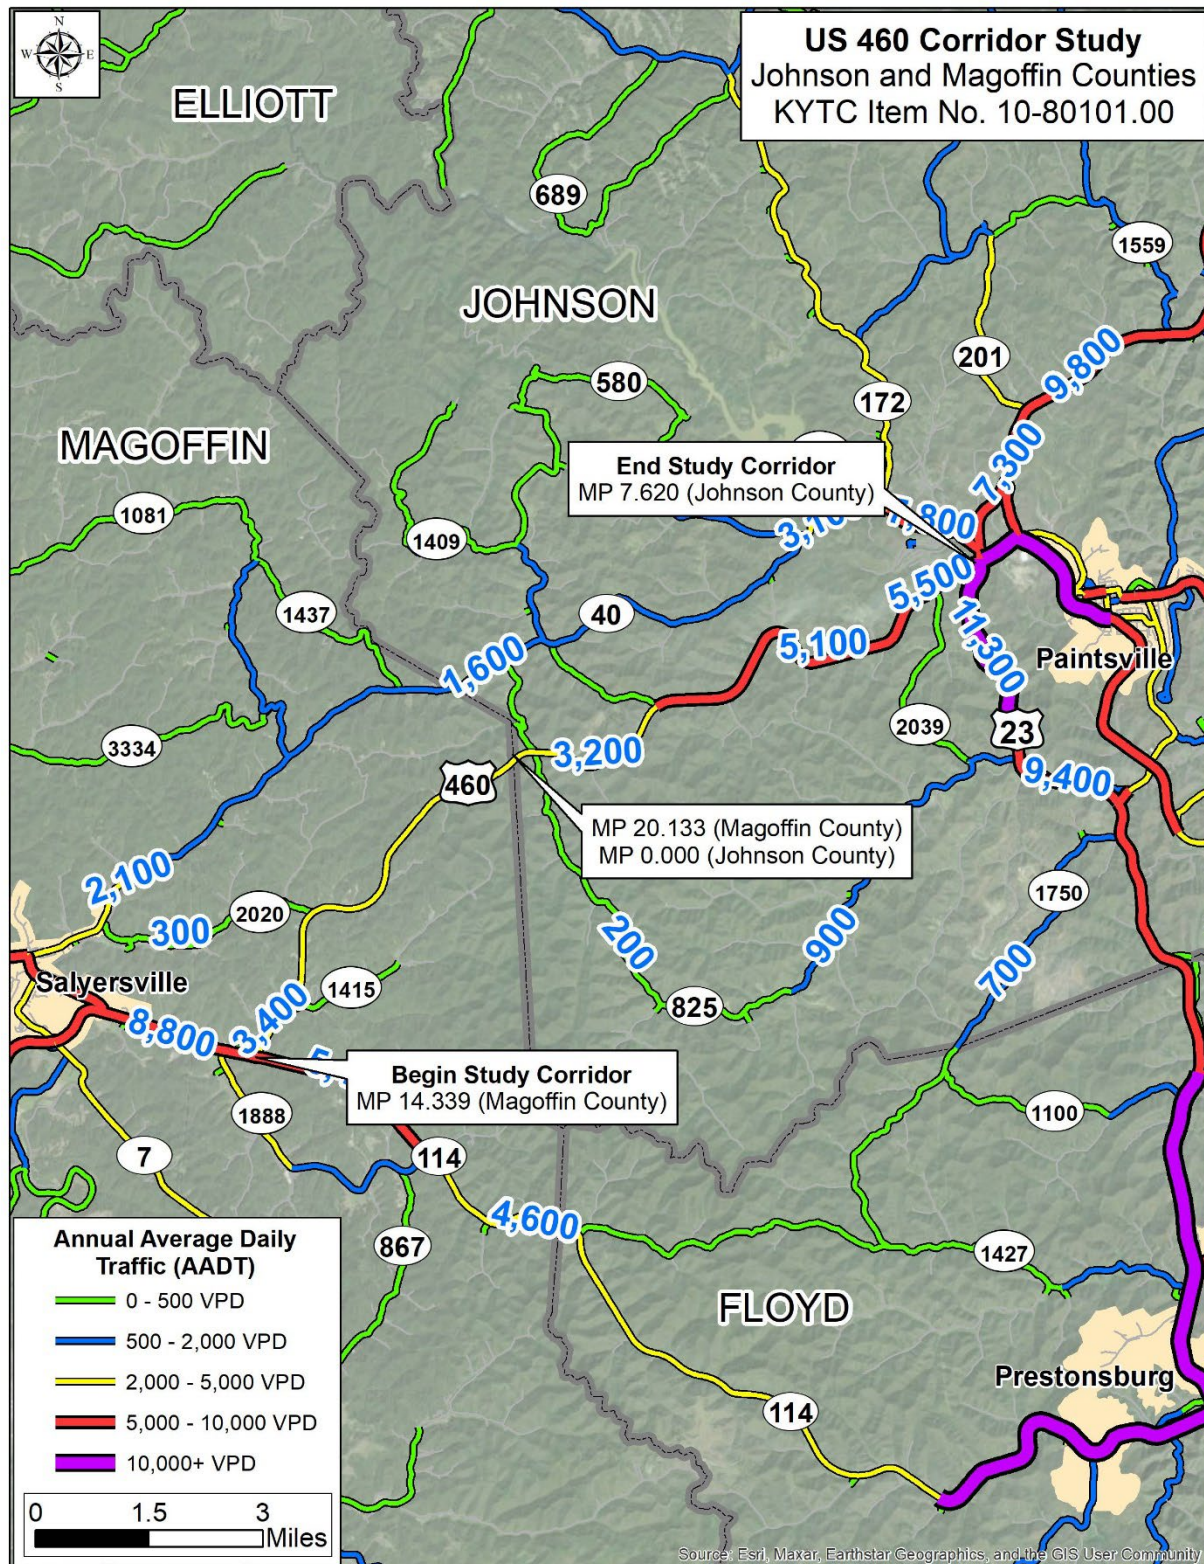 N
W E
S
US 460 Corridor Study
Johnson and Magoffin Counties
KYTC Item No. 10-80101.00
ELLIOTT
689
1559
JOHNSON
201
9,800
580
172
MAGOFFIN
7,300
End Study Corridor
MP 7.620 (Johnson County)
1081
3,100
1409
5,500
1437
40
11,300
5,100
1,600
Paintsville
2039
23
3334
3,200
460
9,400
MP 20.133 (Magoffin County)
MP 0.000 (Johnson County)
2,100
1750
2020
300
200
900
700
Salyersville
1415
825
8,800
3,400
Begin Study Corridor
MP 14.339 (Magoffin County)
1888
1100
7
114
4,600
867
1427
FLOYD
Prestonsburg
114
Annual Average Daily
Traffic (AADT)
0 - 500 VPD
500 - 2,000 VPD
2,000 - 5,000 VPD
5,000 - 10,000 VPD
10,000+ VPD
0 1.5 3
Miles
Source: Esri, Maxar, Earthstar Geographics, and the GIS User Community